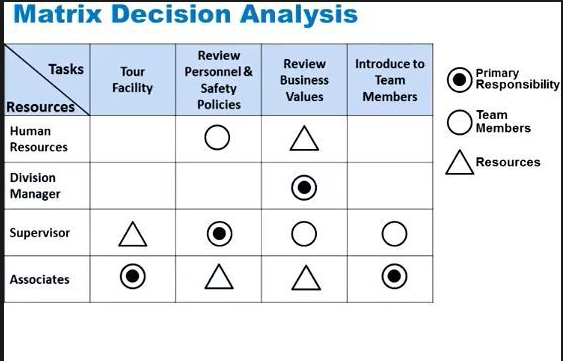 Matrix Decision Analysis
Tasks
Resources
Tour
Facility
Review
Personnel &
Safety
Policies
Review
Business
Values
Introduce to
Team
Members
Human
Resources
Division
Manager
Supervisor
Associates
Primary
Responsibility
Team
Members
Resources